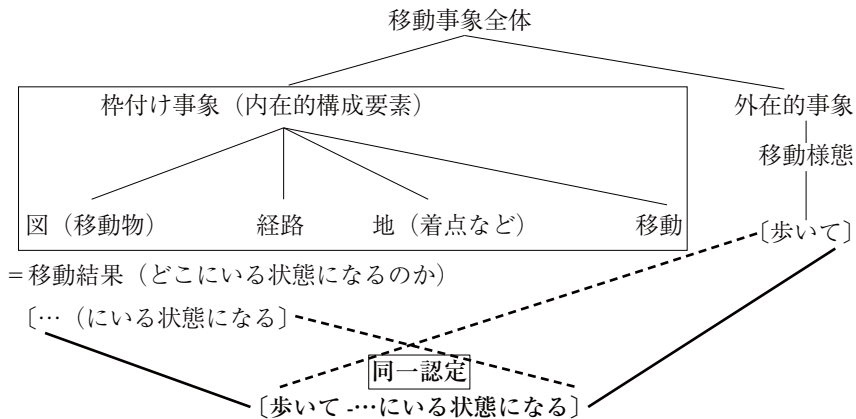 移動事象全体
枠付け事象（内在的構成要素） 外在的事象
移動様態
図（移動物） 経路 地（着点など） 移動 〔歩いて〕
＝移動結果（どこにいる状態になるのか）
〔…（にいる状態になる〕
同一認定
〔歩いて -…にいる状態になる〕